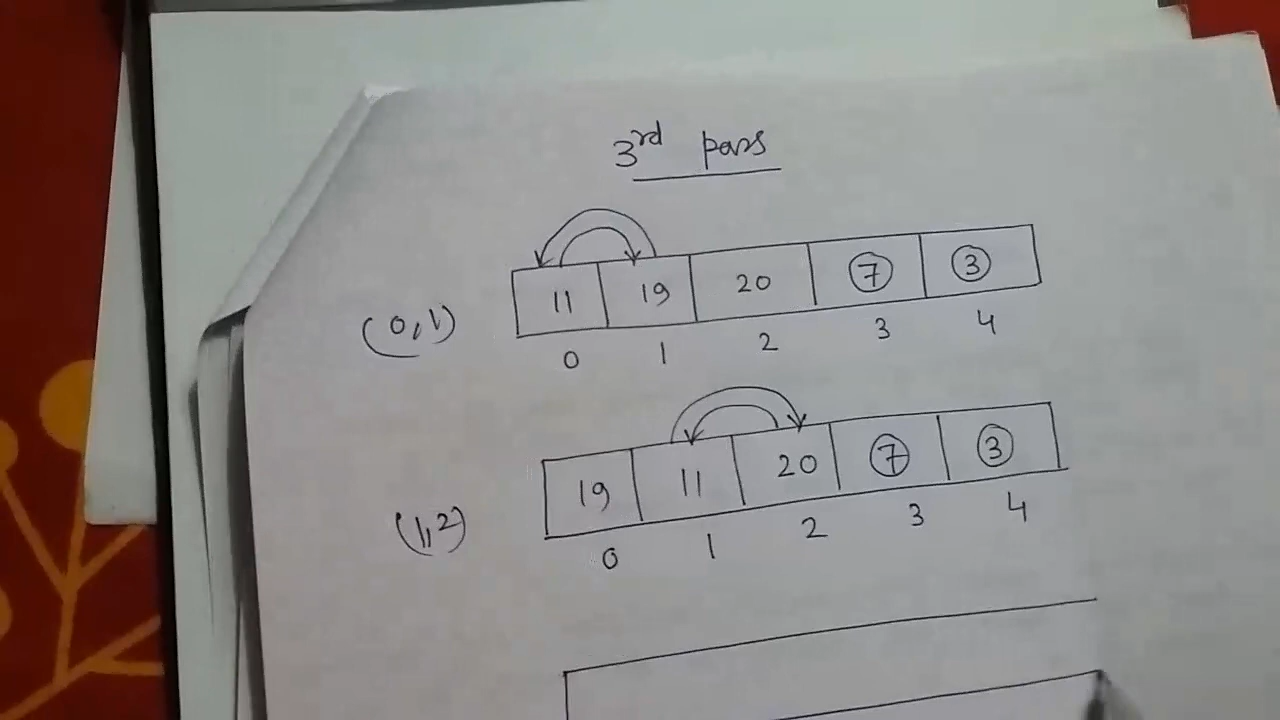 3rd pass
(0,1) 11 19 20 7 3
0 1 2 3 4
(1,2) 19 11 20 7 3
0 1 2 3 4